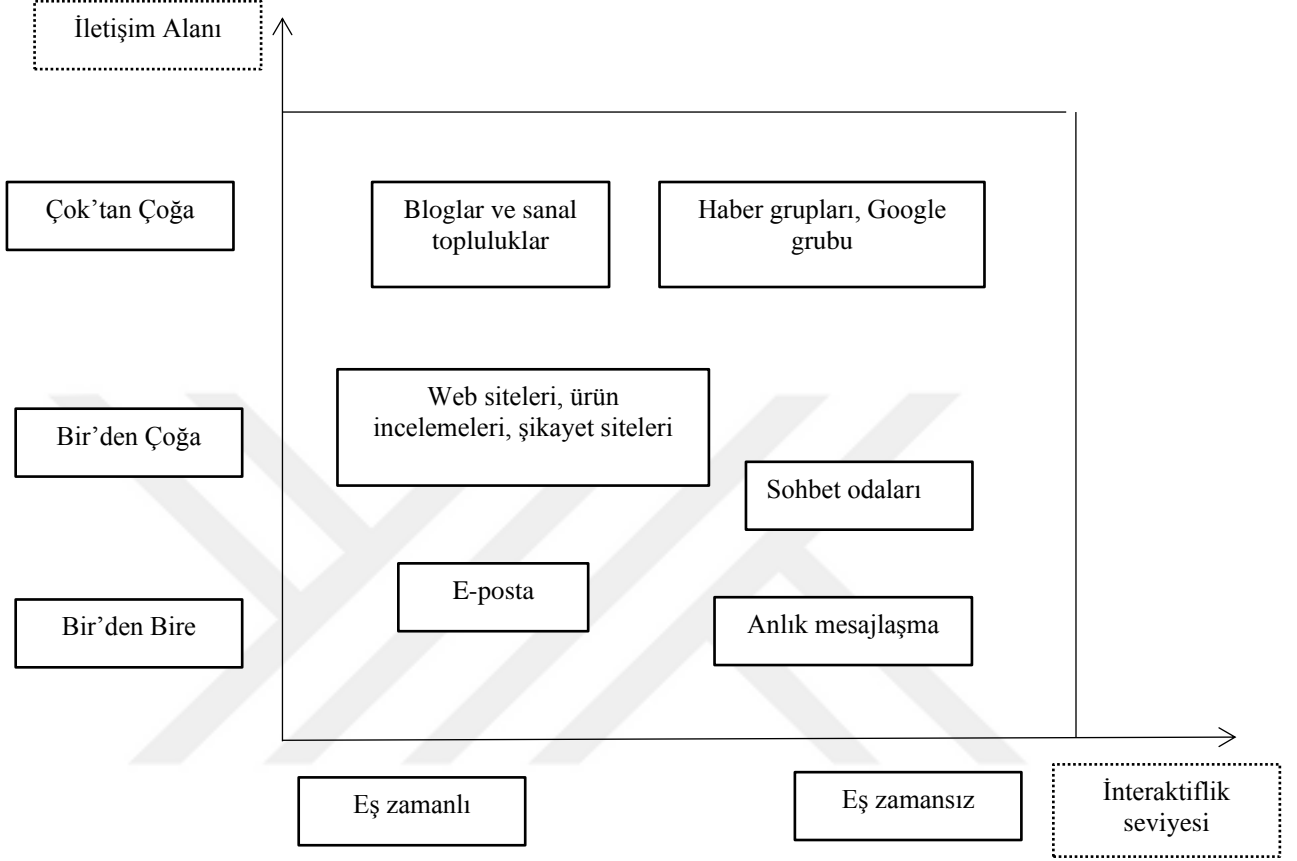 İletişim Alanı
Çok’tan Çoğa
Bloglar ve sanal
topluluklar
Haber grupları, Google
grubu
Web siteleri, ürün
incelemeleri, şikayet siteleri
Bir’den Çoğa
Sohbet odaları
E-posta
Bir’den Bire
Anlık mesajlaşma
Eş zamanlı
Eş zamansız
İnteraktiflik
seviyesi